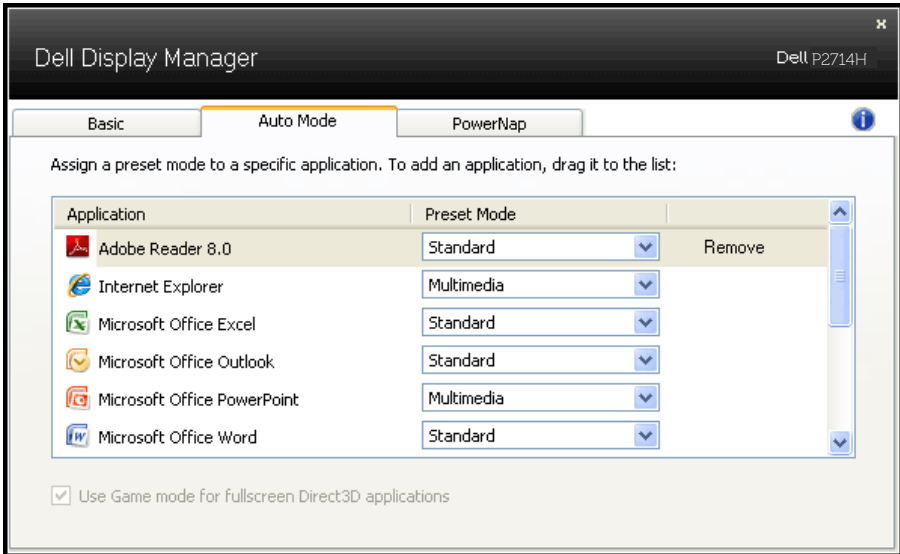 x
Dell Display Manager
Dell P2714H
Basic Auto Mode PowerNap
Assign a preset mode to a specific application. To add an application, drag it to the list:
Application Preset Mode
Adobe Reader 8.0 Standard Remove
Internet Explorer Multimedia
Microsoft Office Excel Standard
Microsoft Office Outlook Standard
Microsoft Office PowerPoint Multimedia
Microsoft Office Word Standard
Use Game mode for fullscreen Direct3D applications